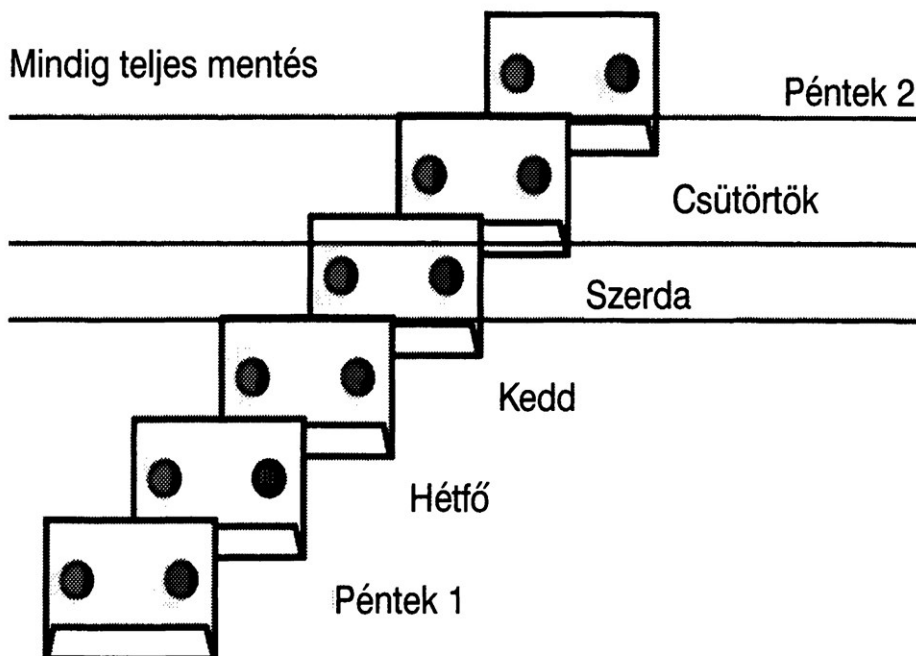 Mindig teljes mentés
Péntek 2
Csütörtök
Szerda
Kedd
Hétfő
Péntek 1